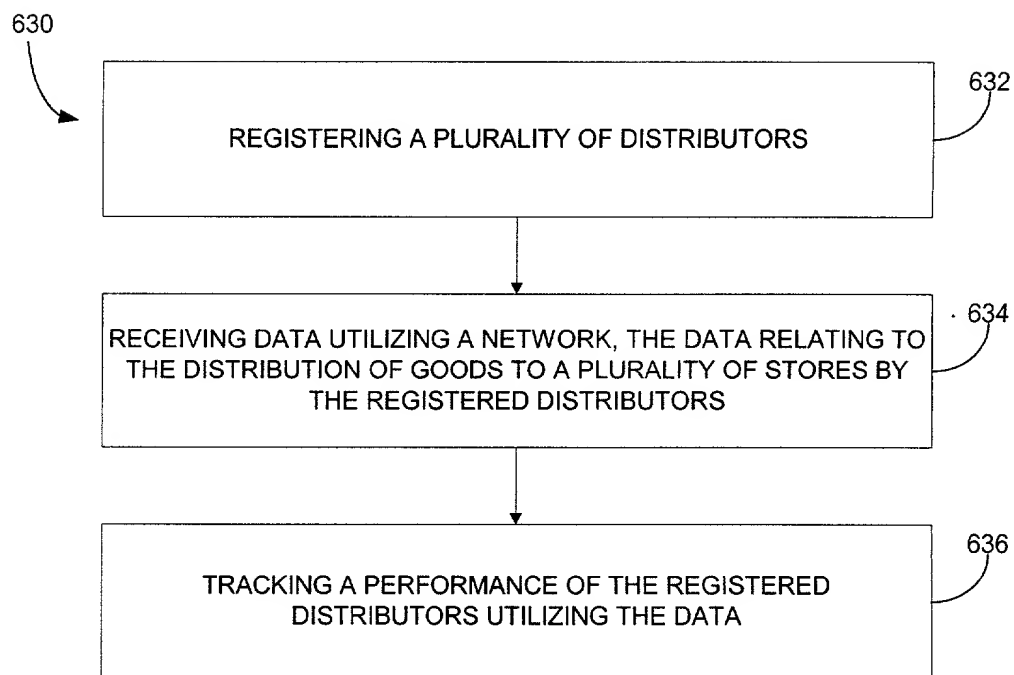 630
632
REGISTERING A PLURALITY OF DISTRIBUTORS
634
RECEIVING DATA UTILIZING A NETWORK, THE DATA RELATING TO
THE DISTRIBUTION OF GOODS TO A PLURALITY OF STORES BY
THE REGISTERED DISTRIBUTORS
636
TRACKING A PERFORMANCE OF THE REGISTERED
DISTRIBUTORS UTILIZING THE DATA